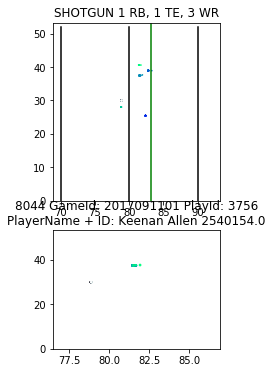 SHOTGUN 1 RB, 1 TE, 3 WR
50
40
30
20
10
0
70 75 80 85 90
8044 GameId: 2017091101 PlayId: 3756
PlayerName + ID: Keenan Allen 2540154.0
40
20
0
77.5 80.0 82.5 85.0